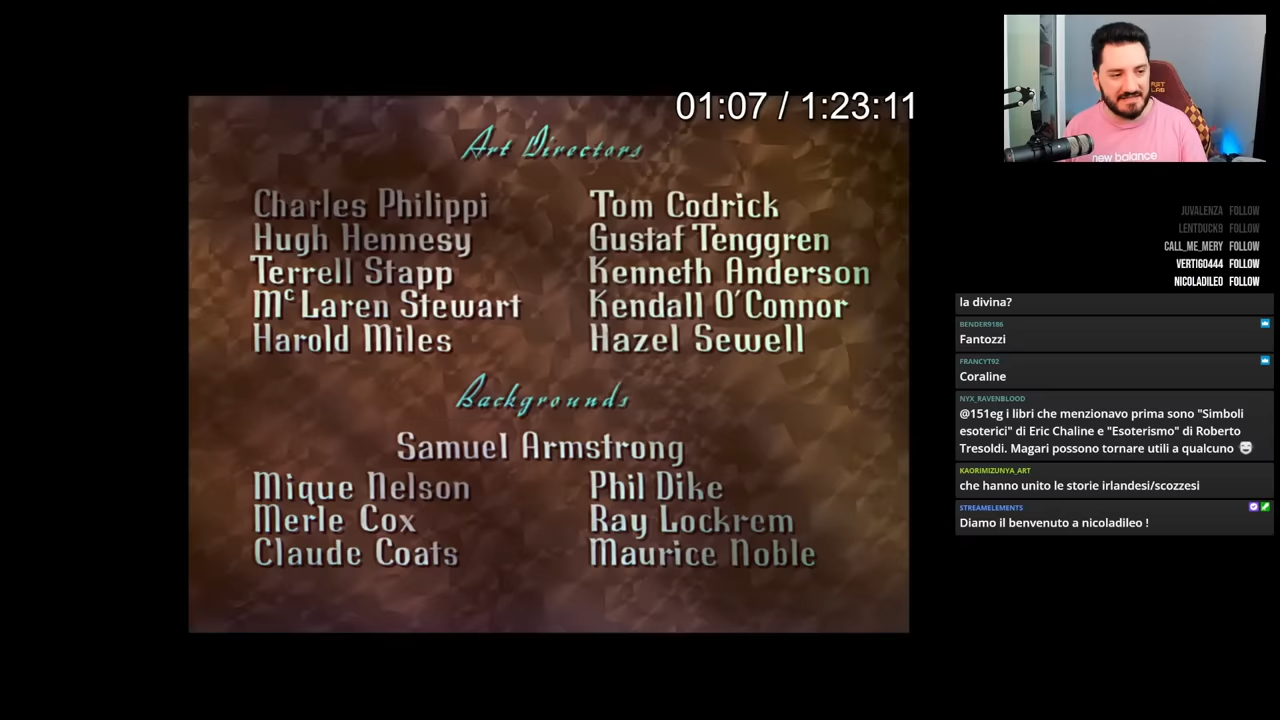 01:07 / 1:23:11
Art Directors
Charles Philippi Tom Codrick
Hugh Hennesy Gustaf Tenggren
Terrell Stapp Kenneth Anderson
McLaren Stewart Kendall O'Connor
Harold Miles Hazel Sewell
Backgrounds
Samuel Armstrong
Mique Nelson Phil Dike
Merle Cox Ray Lockrem
Claude Coats Maurice Noble
new balance
JUVALENZA FOLLOW
LENTDUCK9 FOLLOW
CALL_ME_MERY FOLLOW
VERTIGO444 FOLLOW
NICOLADILEO FOLLOW
la divina?
BENDER9186
Fantozzi
FRANCYT92
Coraline
NYX_RAVENBLOOD
@151eg i libri che menzionavo prima sono "Simboli
esoterici" di Eric Chaline e "Esoterismo" di Roberto
Tresoldi. Magari possono tornare utili a qualcuno
KAORIMIZUNYA_ART
che hanno unito le storie irlandesi/scozzesi
STREAMELEMENTS
Diamo il benvenuto a nicoladileo !